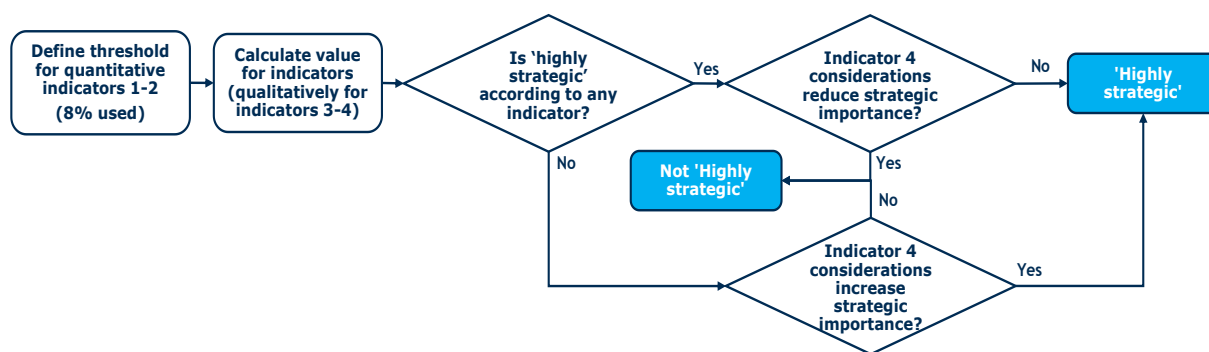 Define threshold
for quantitative
indicators 1-2
(8% used)
Calculate value
for indicators
(qualitatively for
indicators 3-4)
Is ‘highly
strategic’
according to any
indicator?
Yes
No
Indicator 4
considerations
reduce strategic
importance?
No
Yes
'Highly
strategic'
Not 'Highly
strategic'
No
Indicator 4
considerations
increase
strategic
importance?
Yes